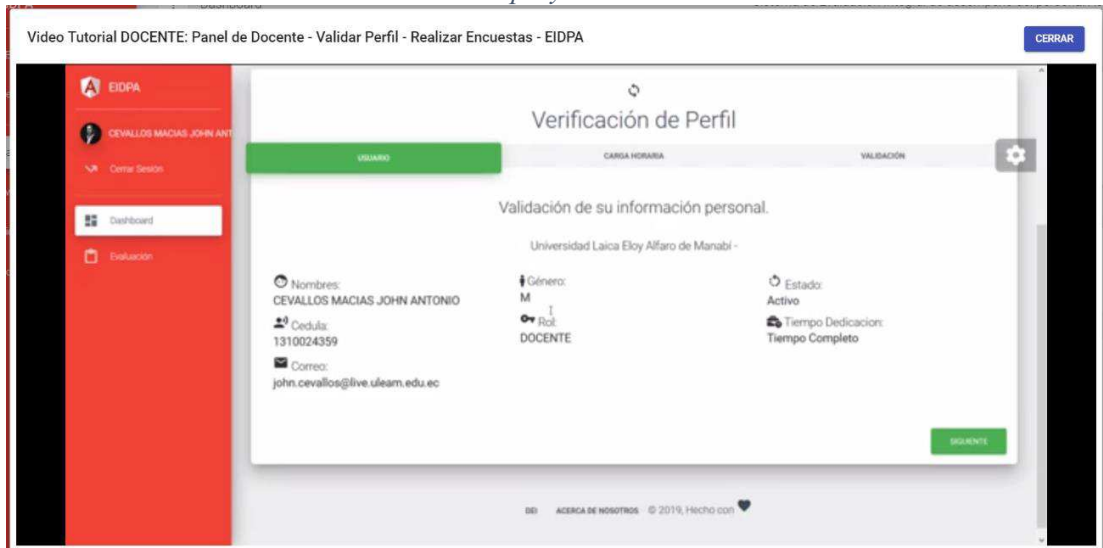 Dashboard
Video Tutorial DOCENTE: Panel de Docente - Validar Perfil - Realizar Encuestas - EIDPA
CERRAR
EIDPA
CEVALLOS MACIAS JOHN ANT
Cerrar Sesión
Dashboard
Evaluación
Verificación de Perfil
USUARIO
CARGA HORARIA
VALIDACIÓN
Validación de su información personal.
Universidad Laica Eloy Alfaro de Manabí -
Nombres:
CEVALLOS MACIAS JOHN ANTONIO
Cedula:
1310024359
Correo:
john.cevallos@live.uleam.edu.ec
Género:
M
Rol:
DOCENTE
Estado:
Activo
Tiempo Dedicacion:
Tiempo Completo
SIGUIENTE
DEI ACERCA DE NOSOTROS © 2019, Hecho con